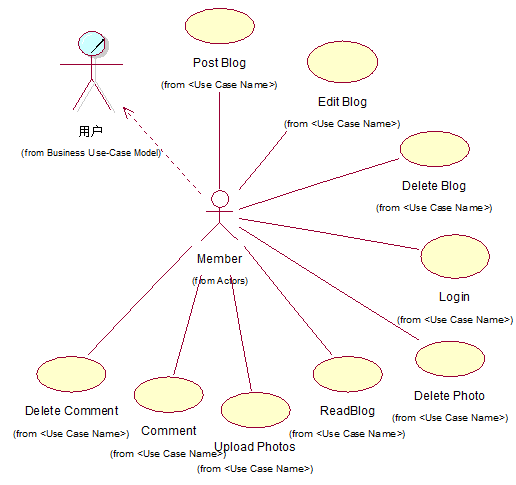 Post Blog
(from <Use Case Name>)
Edit Blog
(from <Use Case Name>)
用户
(from Business Use-Case Model)
Delete Blog
(from <Use Case Name>)
Member
(from Actors)
Login
(from <Use Case Name>)
Delete Photo
(from <Use Case Name>)
Delete Comment
(from <Use Case Name>)
Comment
(from <Use Case Name>)
Upload Photos
(from <Use Case Name>)
ReadBlog
(from <Use Case Name>)